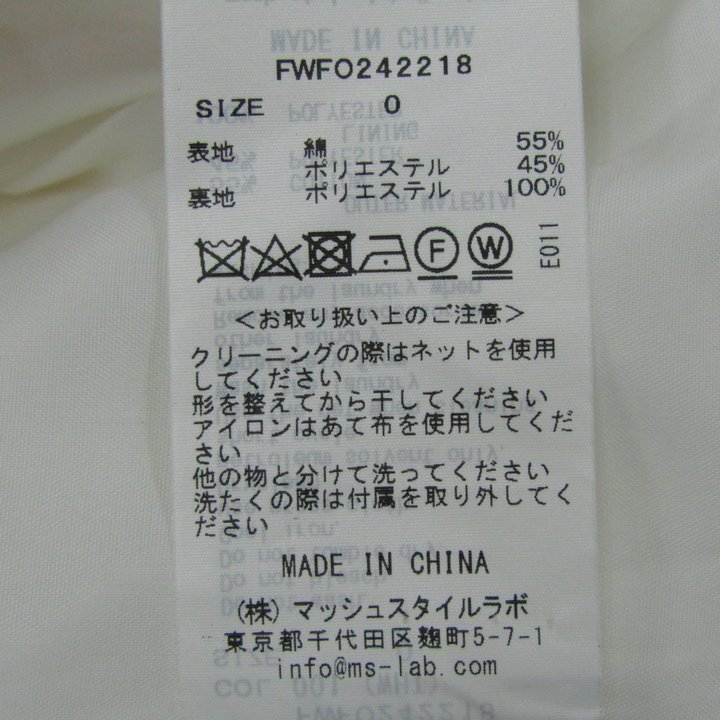 FWFO242218
SIZE 0
表地 綿 55%
ポリエステル 45%
裏地 ポリエステル 100%
F W E011
<お取り扱い上のご注意>
クリーニングの際はネットを使用
してください
形を整えてから干してください
アイロンはあて布を使用してくだ
さい
他の物と分けて洗ってください
洗たくの際は付属を取り外してく
ださい
MADE IN CHINA
(株) マッシュスタイルラボ
東京都千代田区麹町5-7-1
info@ms-lab.com